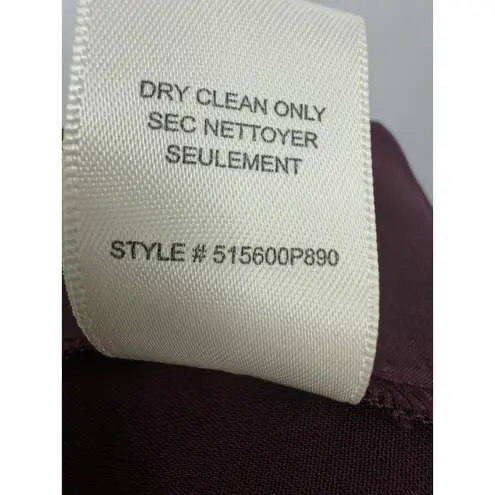 DRY CLEAN ONLY
SEC NETTOYER
SEULEMENT
STYLE # 515600P890